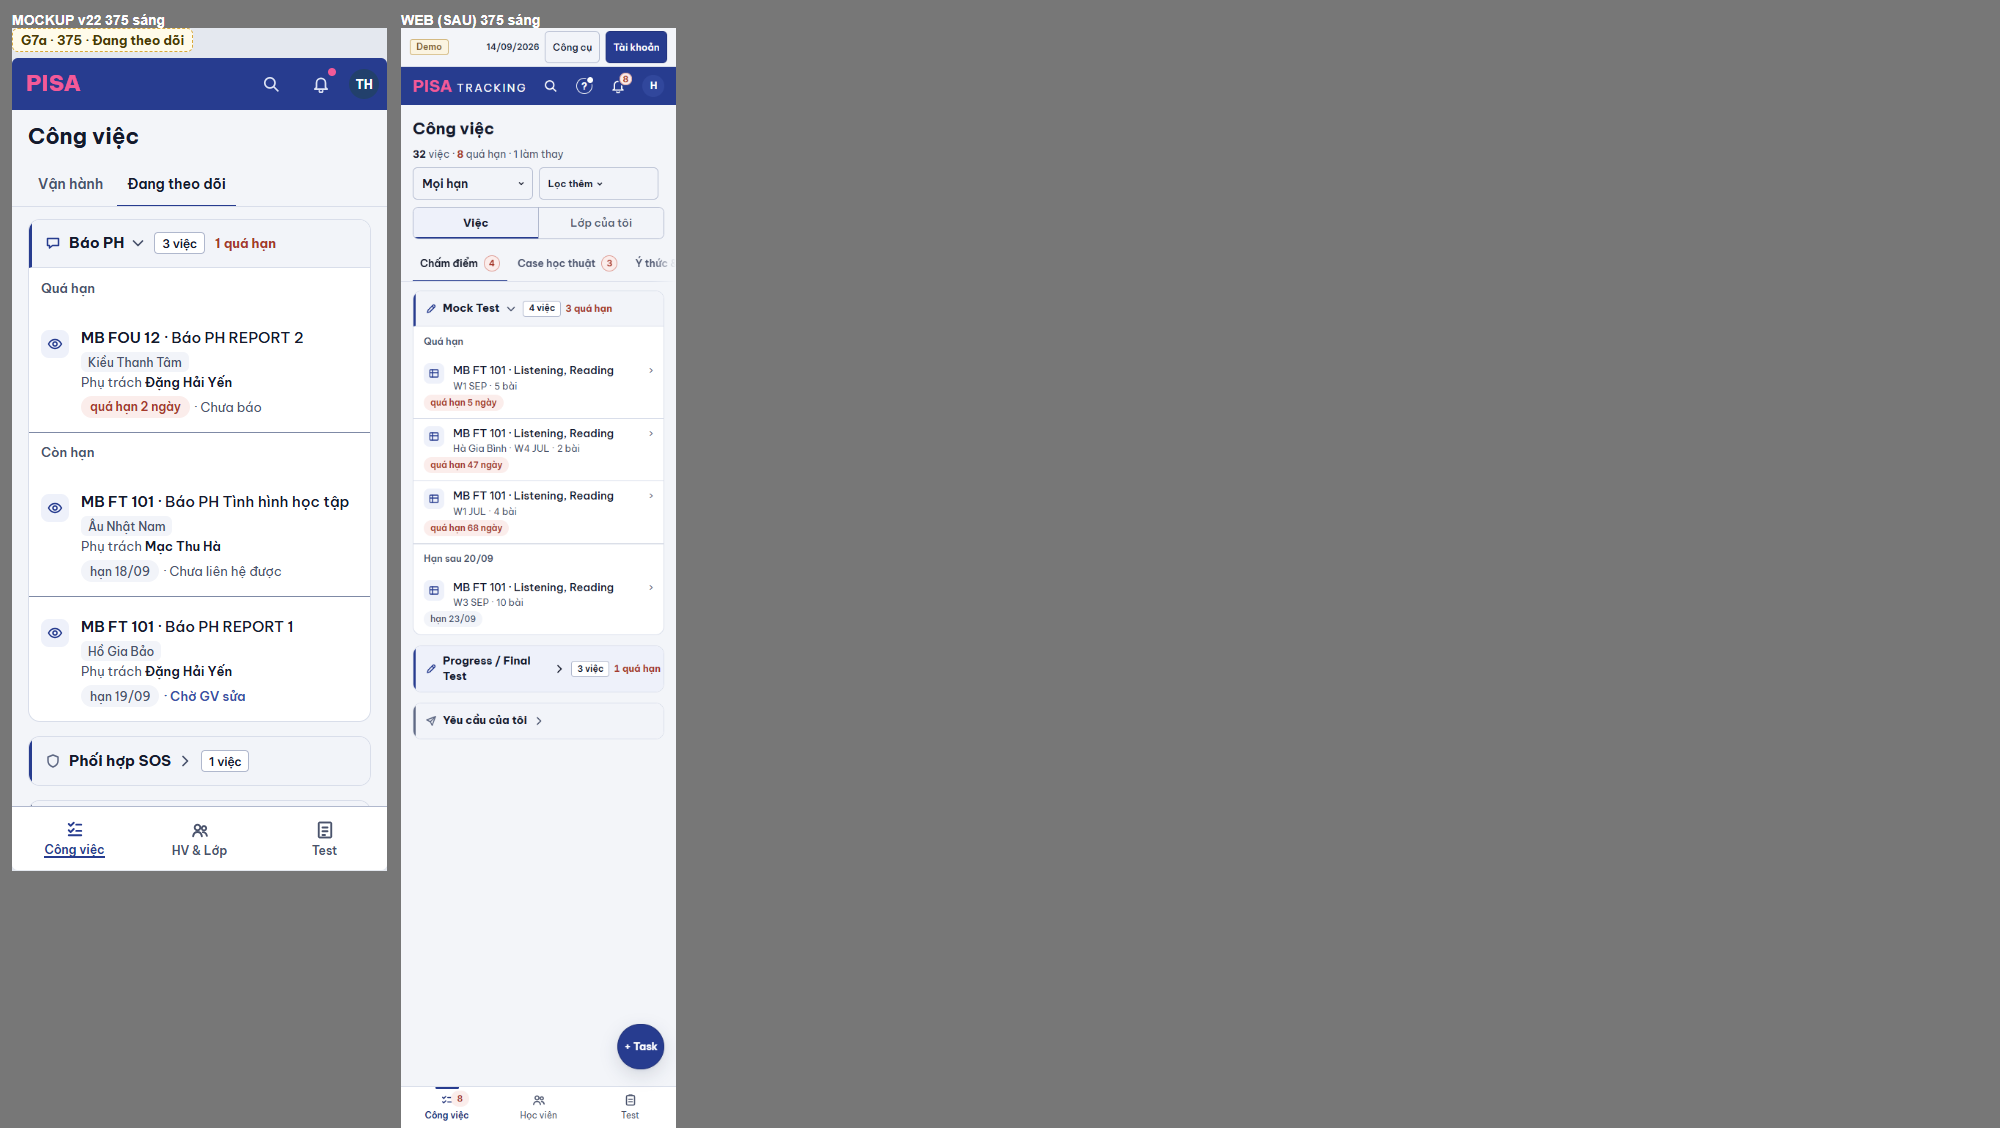 MOCKUP v22 375 sáng
G7a · 375 · Đang theo dõi
PISA
TH
Công việc
Vận hành Đang theo dõi
Báo PH 3 việc 1 quá hạn
Quá hạn
MB FOU 12 · Báo PH REPORT 2
Kiều Thanh Tâm
Phụ trách Đặng Hải Yến
quá hạn 2 ngày · Chưa báo
Còn hạn
MB FT 101 · Báo PH Tình hình học tập
Âu Nhật Nam
Phụ trách Mạc Thu Hà
hạn 18/09 · Chưa liên hệ được
MB FT 101 · Báo PH REPORT 1
Hồ Gia Bảo
Phụ trách Đặng Hải Yến
hạn 19/09 · Chờ GV sửa
Phối hợp SOS 1 việc
Công việc HV & Lớp Test
WEB (SAU) 375 sáng
Demo 14/09/2026 Công cụ Tài khoản
PISA TRACKING ? 8 H
Công việc
32 việc · 8 quá hạn · 1 làm thay
Mọi hạn Lọc thêm
Việc Lớp của tôi
Chấm điểm 4 Case học thuật 3 Ý thức
Mock Test 4 việc 3 quá hạn
Quá hạn
MB FT 101 · Listening, Reading
W1 SEP · 5 bài
quá hạn 5 ngày
MB FT 101 · Listening, Reading
Hà Gia Bình · W4 JUL · 2 bài
quá hạn 47 ngày
MB FT 101 · Listening, Reading
W1 JUL · 4 bài
quá hạn 68 ngày
Hạn sau 20/09
MB FT 101 · Listening, Reading
W3 SEP · 10 bài
hạn 23/09
Progress / Final
Test 3 việc 1 quá hạn
Yêu cầu của tôi
+ Task
8
Công việc Học viên Test